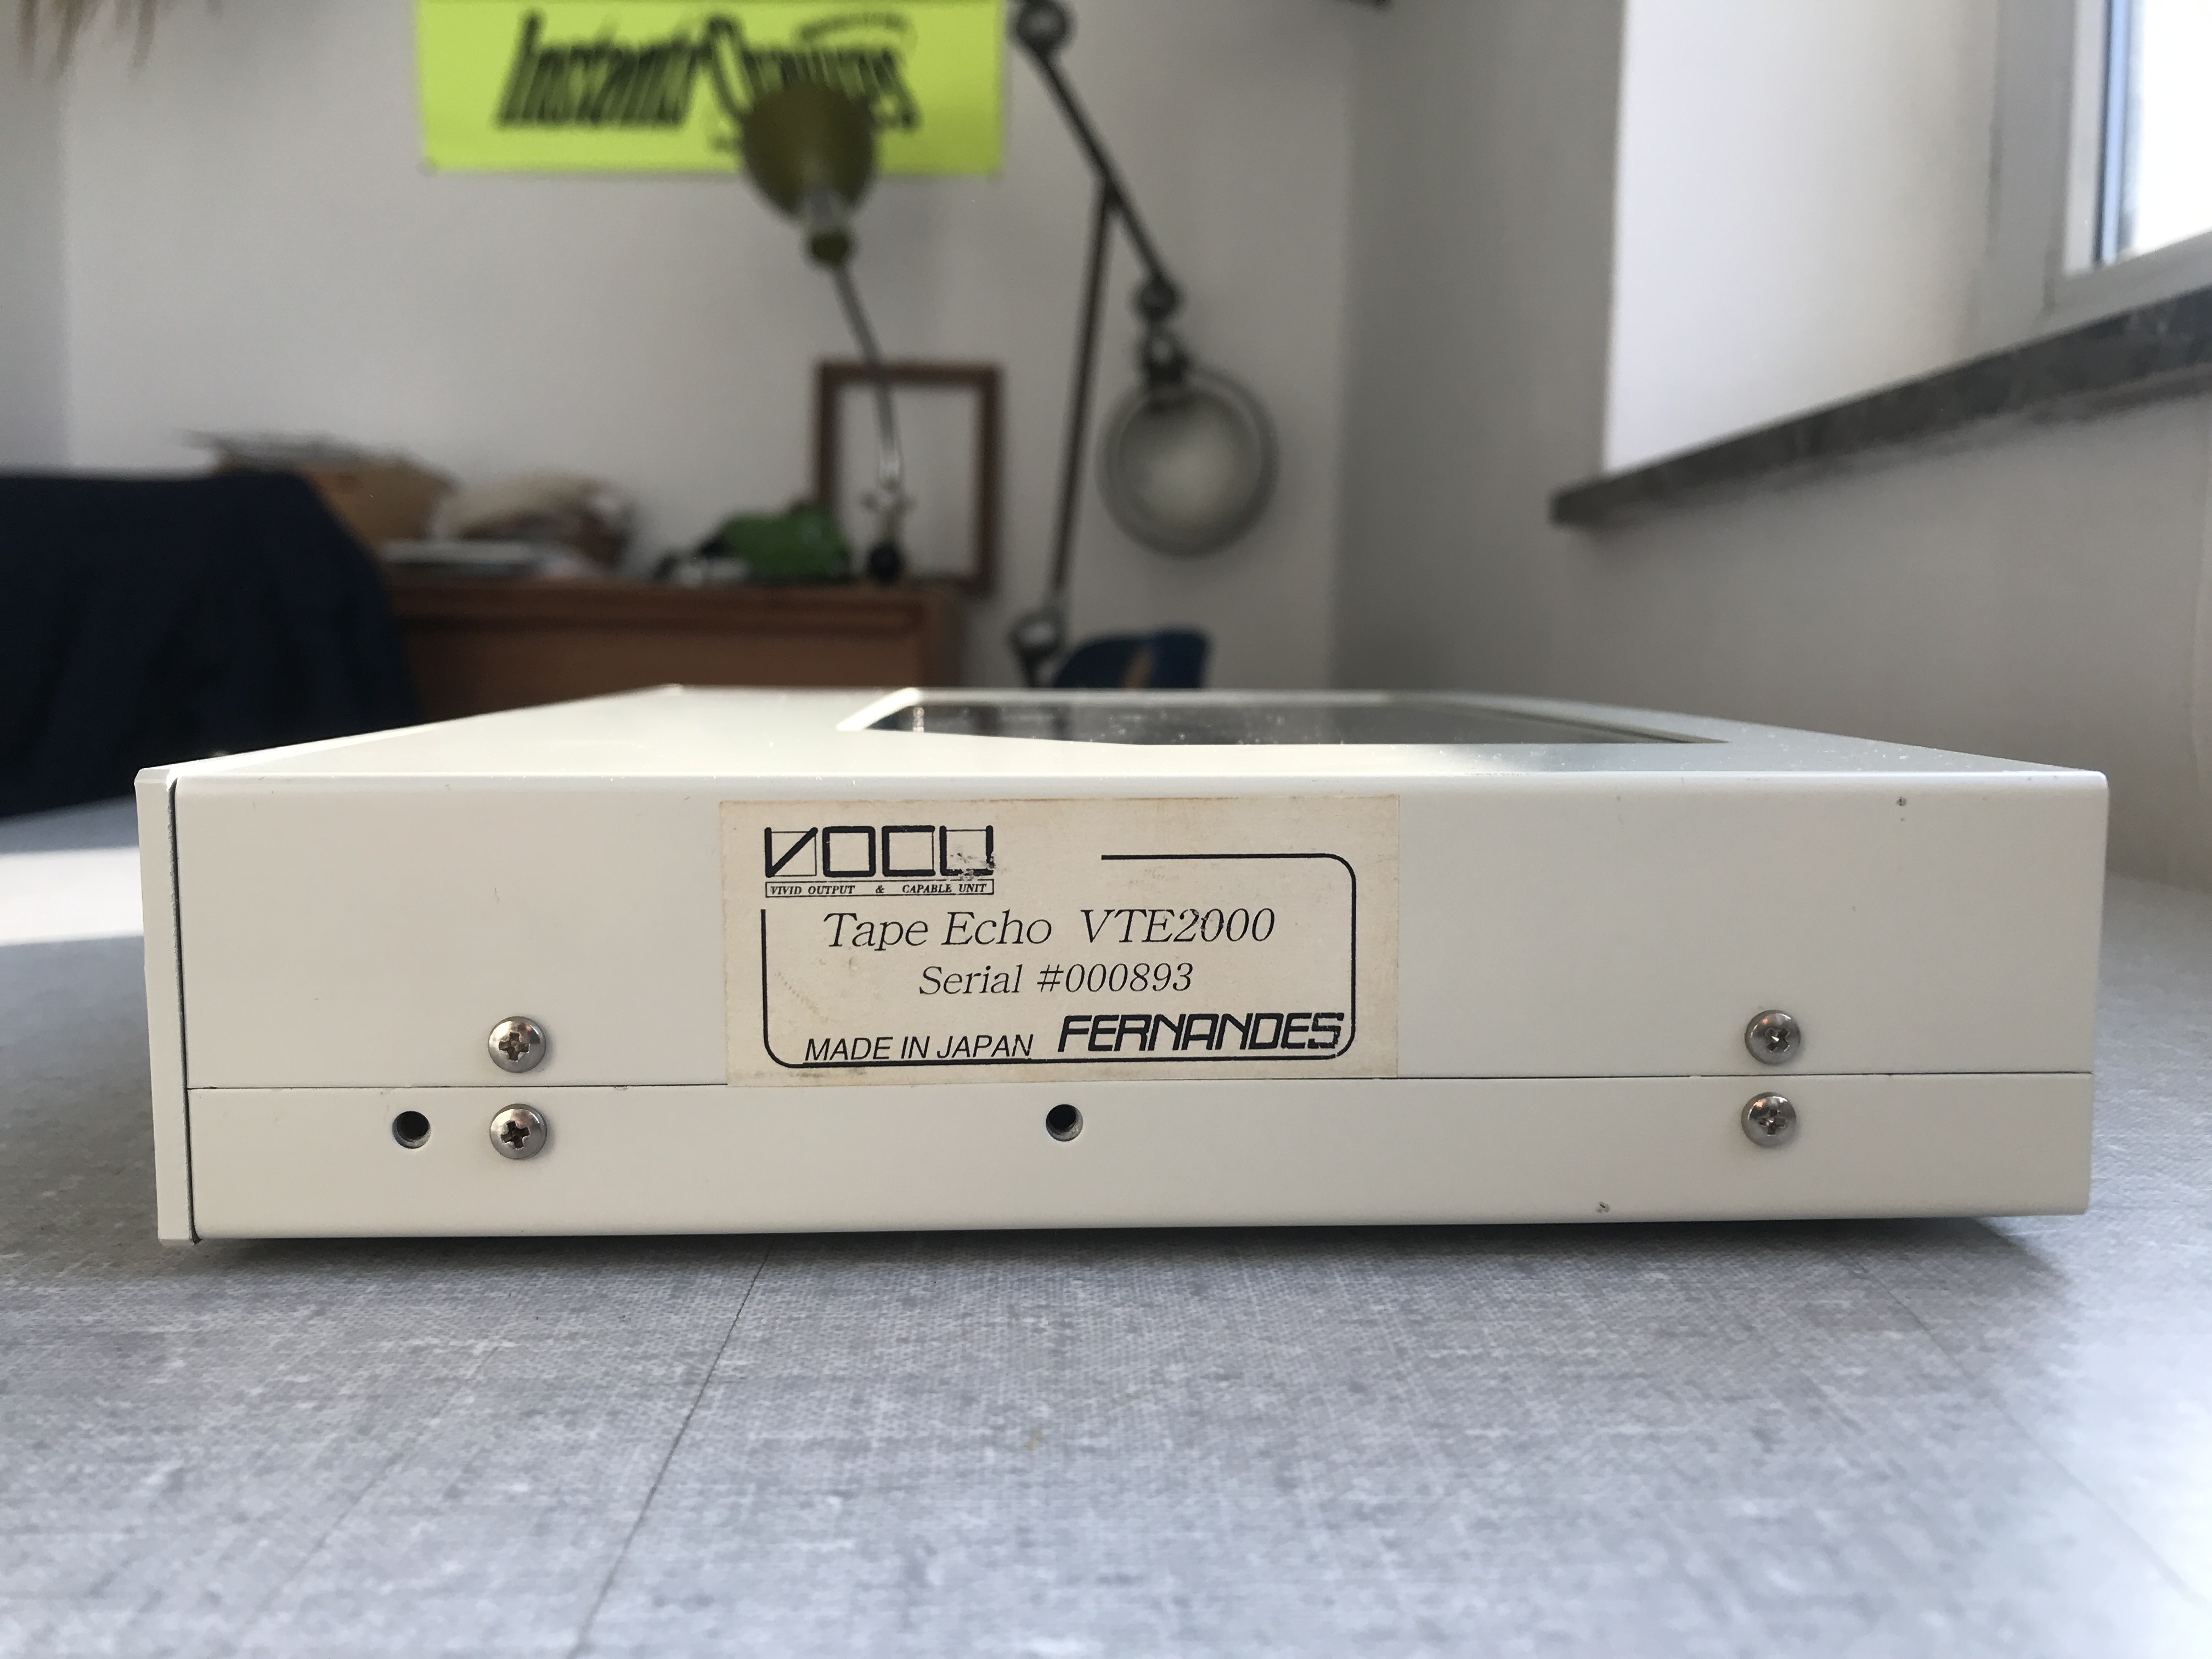 VOCU
VIVID OUTPUT & CAPABLE UNIT
Tape Echo VTE2000
Serial #000893
MADE IN JAPAN FERNANDES